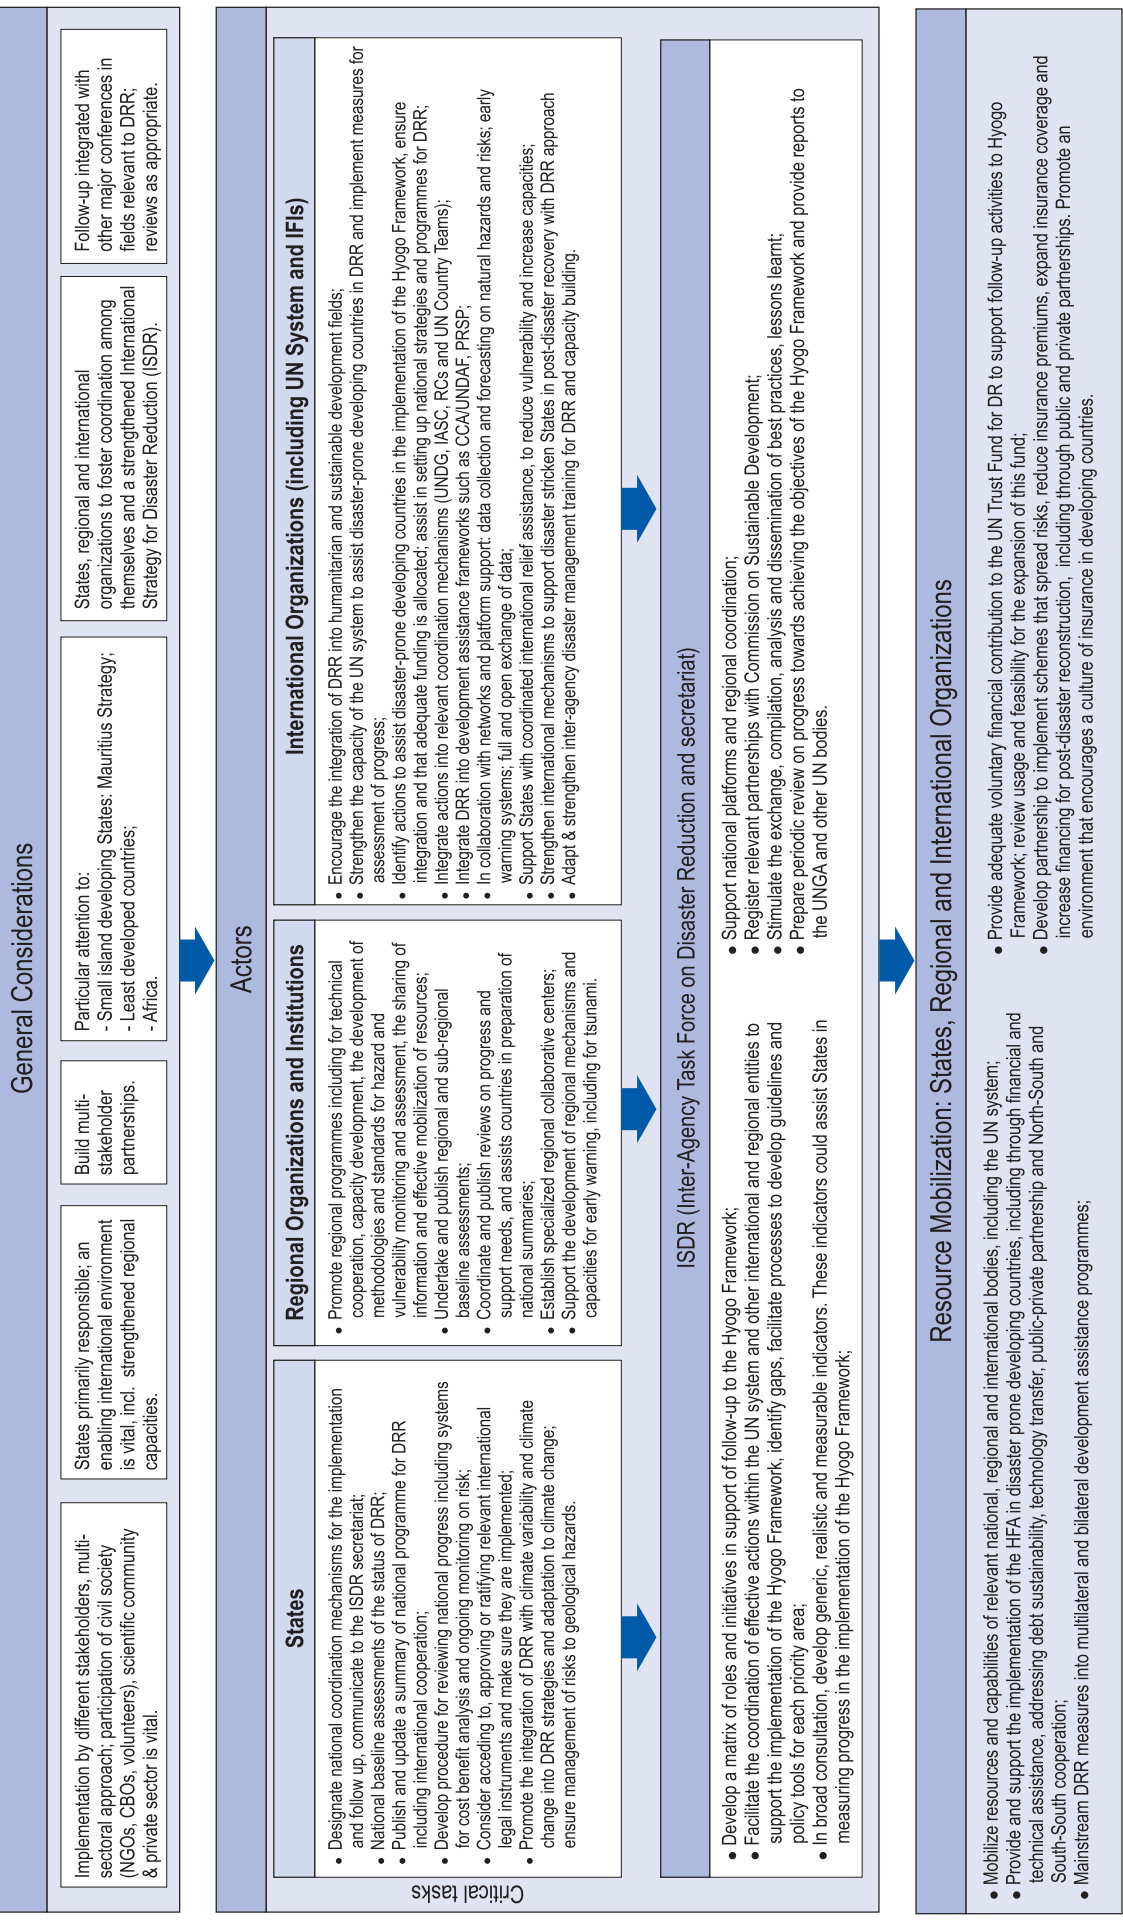 General Considerations
Implementation by different stakeholders, multi-
sectoral approach; participation of civil society
(NGOs, CBOs, volunteers), scientific community
& private sector is vital.
States primarily responsible; an
enabling international environment
is vital, incl. strengthened regional
capacities.
Build multi-
stakeholder
partnerships.
Particular attention to:
- Small island developing States: Mauritius Strategy;
- Least developed countries;
- Africa.
States, regional and international
organizations to foster coordination among
themselves and a strengthened International
Strategy for Disaster Reduction (ISDR).
Follow-up integrated with
other major conferences in
fields relevant to DRR;
reviews as appropriate.
Actors
Critical tasks
States
• Designate national coordination mechanisms for the implementation
and follow up, communicate to the ISDR secretariat;
• National baseline assessments of the status of DRR;
• Publish and update a summary of national programme for DRR
including international cooperation;
• Develop procedure for reviewing national progress including systems
for cost benefit analysis and ongoing monitoring on risk;
• Consider acceding to, approving or ratifying relevant international
legal instruments and make sure they are implemented;
• Promote the integration of DRR with climate variability and climate
change into DRR strategies and adaptation to climate change;
ensure management of risks to geological hazards.
Regional Organizations and Institutions
• Promote regional programmes including for technical
cooperation, capacity development, the development of
methodologies and standards for hazard and
vulnerability monitoring and assessment, the sharing of
information and effective mobilization of resources;
• Undertake and publish regional and sub-regional
baseline assessments;
• Coordinate and publish reviews on progress and
support needs, and assists countries in preparation of
national summaries;
• Establish specialized regional collaborative centers;
• Support the development of regional mechanisms and
capacities for early warning, including for tsunami.
International Organizations (including UN System and IFIs)
• Encourage the integration of DRR into humanitarian and sustainable development fields;
• Strengthen the capacity of the UN system to assist disaster-prone developing countries in DRR and implement measures for
assessment of progress;
• Identify actions to assist disaster-prone developing countries in the implementation of the Hyogo Framework, ensure
integration and that adequate funding is allocated; assist in setting up national strategies and programmes for DRR;
• Integrate actions into relevant coordination mechanisms (UNDG, IASC, RCs and UN Country Teams);
• Integrate DRR into development assistance frameworks such as CCA/UNDAF, PRSP;
• In collaboration with networks and platform support: data collection and forecasting on natural hazards and risks; early
warning systems; full and open exchange of data;
• Support States with coordinated international relief assistance, to reduce vulnerability and increase capacities;
• Strengthen international mechanisms to support disaster stricken States in post-disaster recovery with DRR approach
• Adapt & strengthen inter-agency disaster management training for DRR and capacity building.
ISDR (Inter-Agency Task Force on Disaster Reduction and secretariat)
• Develop a matrix of roles and initiatives in support of follow-up to the Hyogo Framework;
• Facilitate the coordination of effective actions within the UN system and other international and regional entities to
support the implementation of the Hyogo Framework, identify gaps, facilitate processes to develop guidelines and
policy tools for each priority area;
• In broad consultation, develop generic, realistic and measurable indicators. These indicators could assist States in
measuring progress in the implementation of the Hyogo Framework;
• Support national platforms and regional coordination;
• Register relevant partnerships with Commission on Sustainable Development;
• Stimulate the exchange, compilation, analysis and dissemination of best practices, lessons learnt;
• Prepare periodic review on progress towards achieving the objectives of the Hyogo Framework and provide reports to
the UNGA and other UN bodies.
Resource Mobilization: States, Regional and International Organizations
• Mobilize resources and capabilities of relevant national, regional and international bodies, including the UN system;
• Provide and support the implementation of the HFA in disaster prone developing countries, including through financial and
technical assistance, addressing debt sustainability, technology transfer, public-private partnership and North-South and
South-South cooperation;
• Mainstream DRR measures into multilateral and bilateral development assistance programmes;
• Provide adequate voluntary financial contribution to the UN Trust Fund for DR to support follow-up activities to Hyogo
Framework; review usage and feasibility for the expansion of this fund;
• Develop partnership to implement schemes that spread risks, reduce insurance premiums, expand insurance coverage and
increase financing for post-disaster reconstruction, including through public and private partnerships. Promote an
environment that encourages a culture of insurance in developing countries.